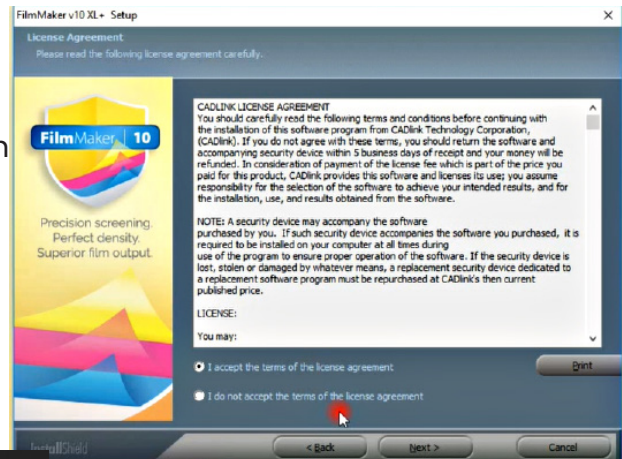 FilmMaker v10 XL+ Setup
License Agreement
Please read the following license agreement carefully.
n
FilmMaker 10
Precision screening.
Perfect density.
Superior film output.
CADLINK LICENSE AGREEMENT
You should carefully read the following terms and conditions before continuing with
the installation of this software program from CADlink Technology Corporation,
(CADlink). If you do not agree with these terms, you should return the software and
accompanying security device within 5 business days of receipt and your money will be
refunded. In consideration of payment of the license fee which is part of the price you
paid for this product, CADlink provides this software and licenses its use; you assume
responsibility for the selection of the software to achieve your intended results, and for
the installation, use, and results obtained from the software.
NOTE: A security device may accompany the software
purchased by you. If such security device accompanies the software you purchased, it is
required to be installed on your computer at all times during
use of the program to ensure proper operation of the software. If the security device is
lost, stolen or damaged by whatever means, a replacement security device dedicated to
a replacement software program must be repurchased at CADlink's then current
published price.
LICENSE:
You may:
I accept the terms of the license agreement
Print
I do not accept the terms of the license agreement
InstallShield
< Back
Next >
Cancel